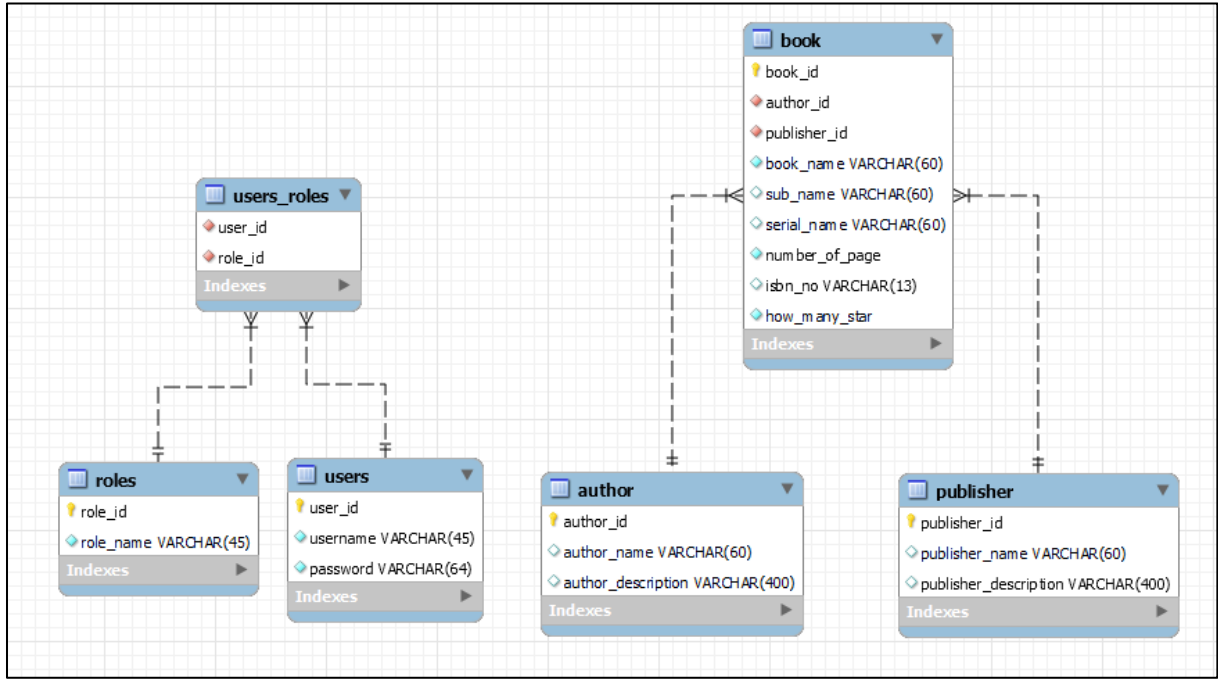 book
book_id
author_id
publisher_id
book_name VARCHAR(60)
sub_name VARCHAR(60)
serial_name VARCHAR(60)
number_of_page
isbn_no VARCHAR(13)
how_many_star
Indexes
users_roles
user_id
role_id
Indexes
roles
role_id
role_name VARCHAR(45)
Indexes
users
user_id
username VARCHAR(45)
password VARCHAR(64)
Indexes
author
author_id
author_name VARCHAR(60)
author_description VARCHAR(400)
Indexes
publisher
publisher_id
publisher_name VARCHAR(60)
publisher_description VARCHAR(400)
Indexes